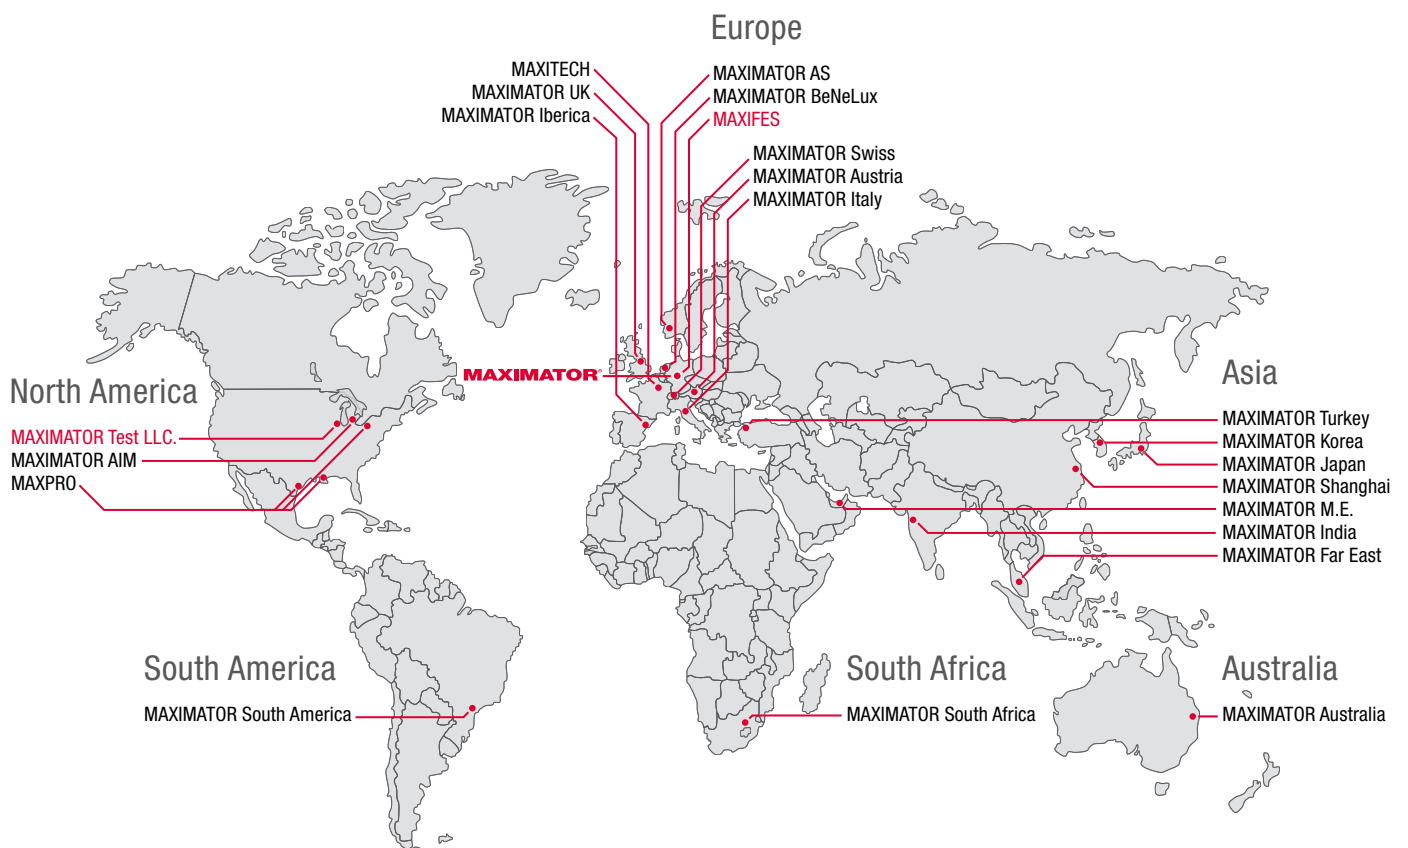 Europe
MAXITECH
MAXIMATOR UK
MAXIMATOR Iberica
MAXIMATOR AS
MAXIMATOR BeNeLux
MAXIFES
MAXIMATOR Swiss
MAXIMATOR Austria
MAXIMATOR Italy
MAXIMATOR®
North America
MAXIMATOR Test LLC.
MAXIMATOR AIM
MAXPRO
Asia
MAXIMATOR Turkey
MAXIMATOR Korea
MAXIMATOR Japan
MAXIMATOR Shanghai
MAXIMATOR M.E.
MAXIMATOR India
MAXIMATOR Far East
South America
MAXIMATOR South America
South Africa
MAXIMATOR South Africa
Australia
MAXIMATOR Australia